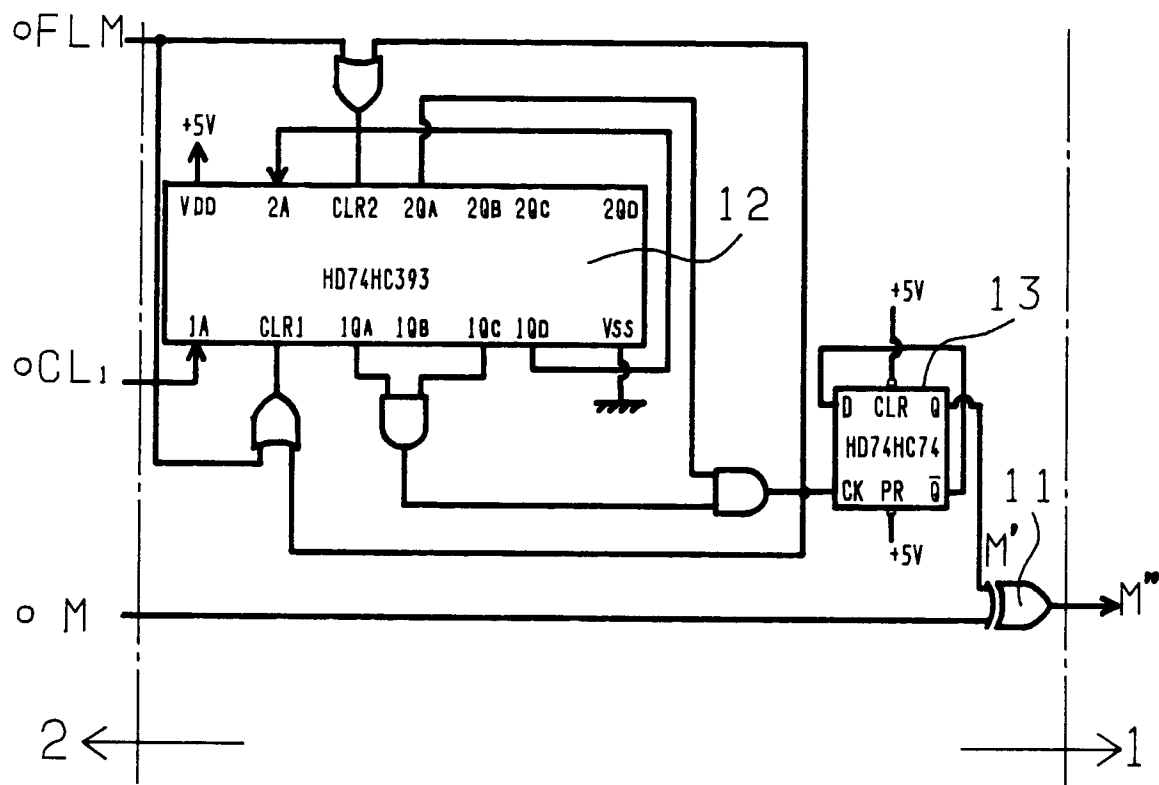 FLM
+5V
VDD 2A CLR2 2QA 2QB 2QC 2QD
12
HD74HC393
+5V
13
1A CLR1 1QA 1QB 1QC 1QD VSS
CL1
D CLR Q
HD74HC74
CK PR Q̅
11
+5V
M'
M"
M
2
1